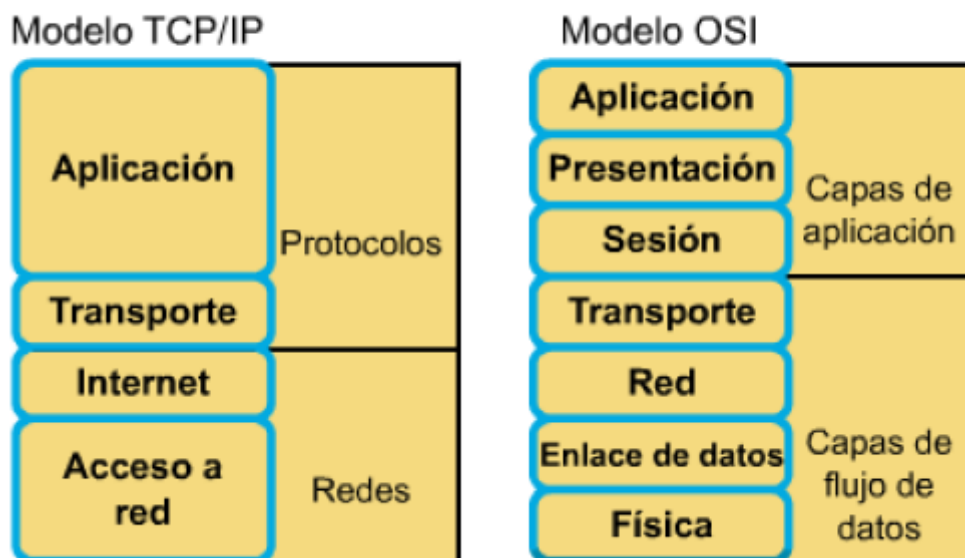 Modelo TCP/IP
Aplicación
Transporte
Internet
Acceso a
red
Protocolos
Redes
Modelo OSI
Aplicación
Presentación
Sesión
Transporte
Red
Enlace de datos
Física
Capas de
aplicación
Capas de
flujo de
datos